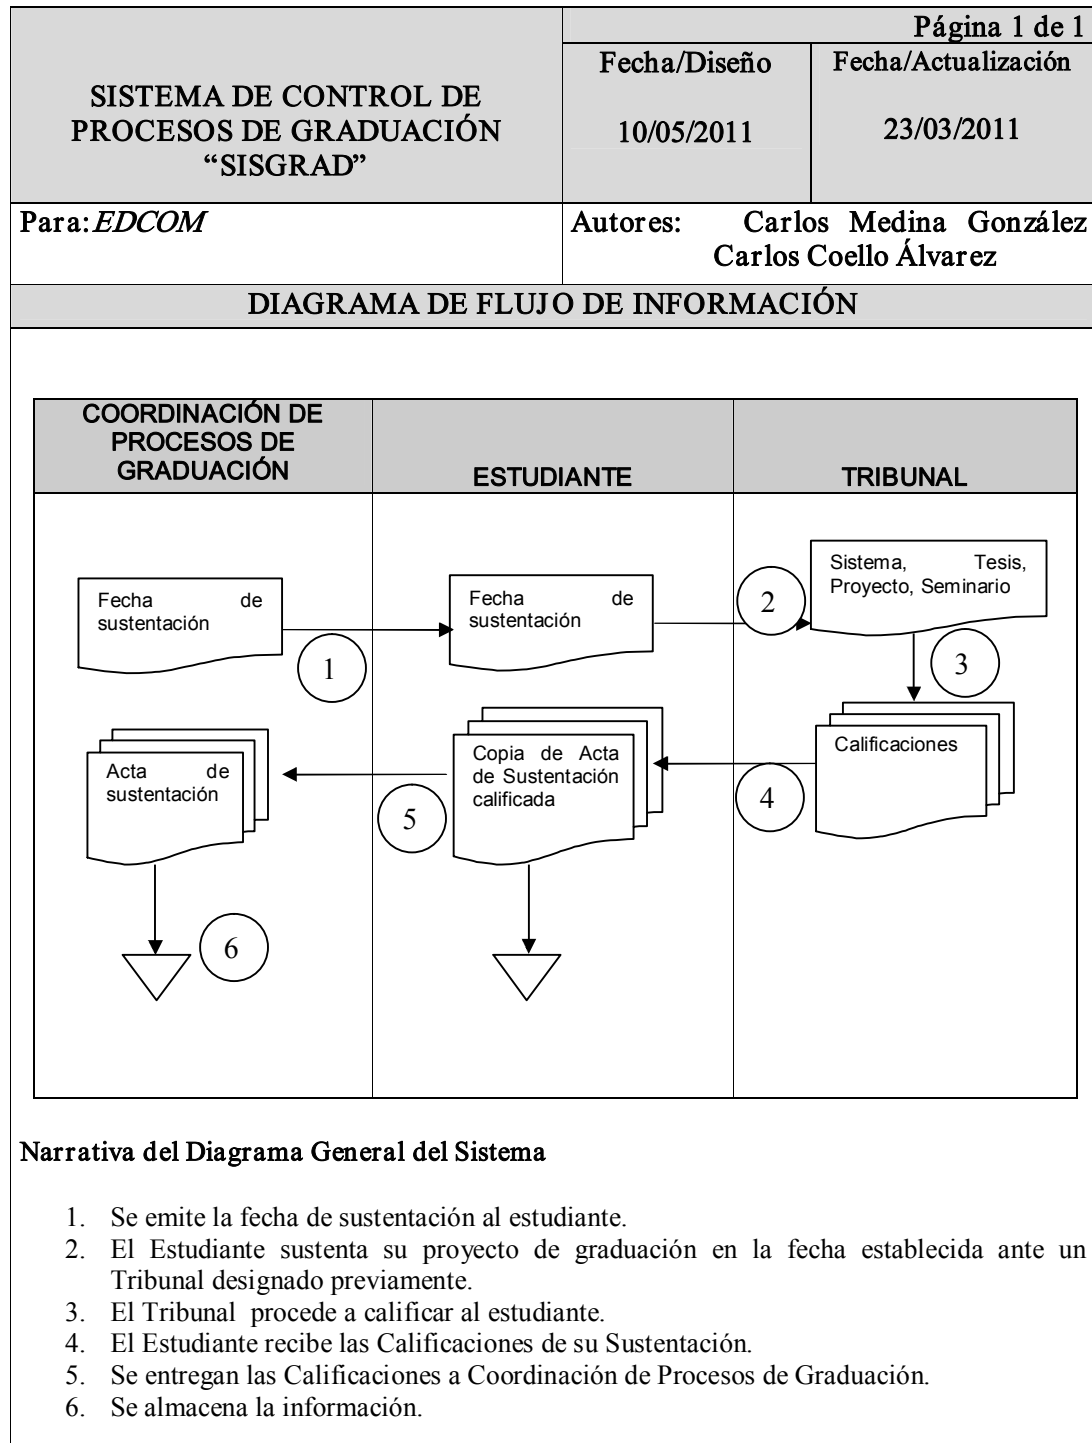 Página 1 de 1
SISTEMA DE CONTROL DE
PROCESOS DE GRADUACIÓN
“SISGRAD”
Fecha/Diseño
10/05/2011
Fecha/Actualización
23/03/2011
Para: EDCOM
Autores: Carlos Medina González
Carlos Coello Álvarez
DIAGRAMA DE FLUJO DE INFORMACIÓN
COORDINACIÓN DE
PROCESOS DE
GRADUACIÓN
ESTUDIANTE
TRIBUNAL
Fecha de
sustentación
1
Fecha de
sustentación
2
Sistema, Tesis,
Proyecto, Seminario
3
Acta de
sustentación
5
Copia de Acta
de Sustentación
calificada
4
Calificaciones
6
Narrativa del Diagrama General del Sistema
1. Se emite la fecha de sustentación al estudiante.
2. El Estudiante sustenta su proyecto de graduación en la fecha establecida ante un
Tribunal designado previamente.
3. El Tribunal procede a calificar al estudiante.
4. El Estudiante recibe las Calificaciones de su Sustentación.
5. Se entregan las Calificaciones a Coordinación de Procesos de Graduación.
6. Se almacena la información.